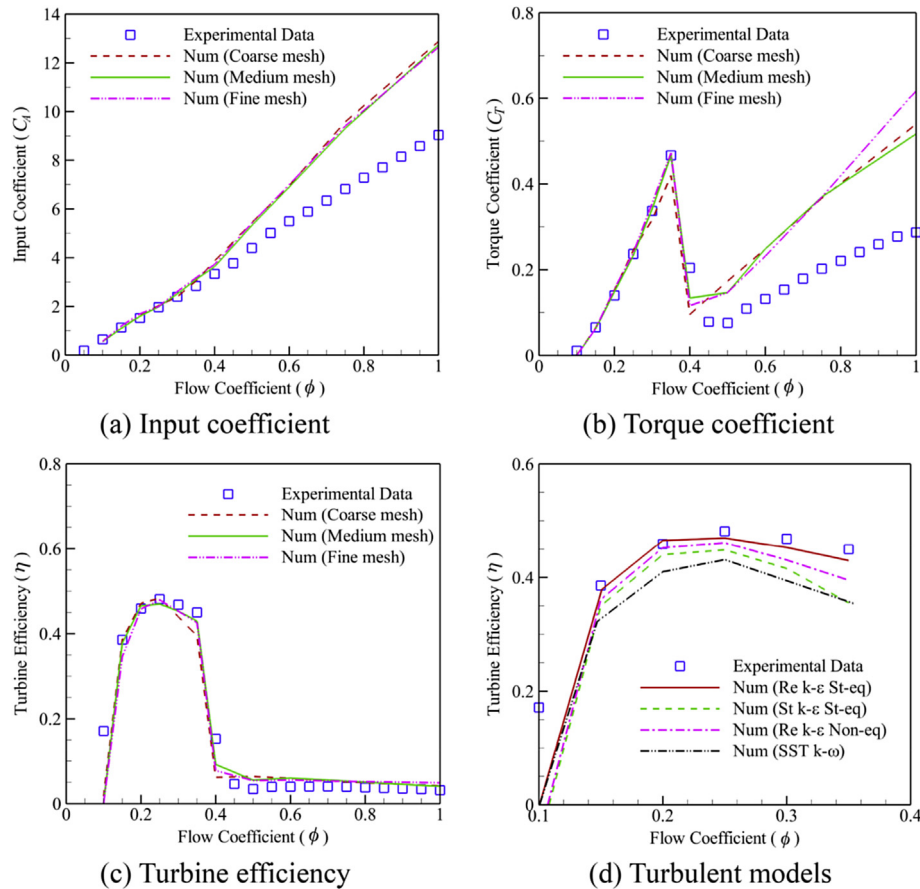 14
12
10
8
6
4
2
0
Input Coefficient (C_A)
Experimental Data
Num (Coarse mesh)
Num (Medium mesh)
Num (Fine mesh)
0 0.2 0.4 0.6 0.8 1
Flow Coefficient (ϕ)
(a) Input coefficient
0.8
0.6
0.4
0.2
0
Torque Coefficient (C_T)
Experimental Data
Num (Coarse mesh)
Num (Medium mesh)
Num (Fine mesh)
0 0.2 0.4 0.6 0.8 1
Flow Coefficient (ϕ)
(b) Torque coefficient
0.8
0.6
0.4
0.2
0
Turbine Efficiency (η)
Experimental Data
Num (Coarse mesh)
Num (Medium mesh)
Num (Fine mesh)
0 0.2 0.4 0.6 0.8 1
Flow Coefficient (ϕ)
(c) Turbine efficiency
0.6
0.4
0.2
0
Turbine Efficiency (η)
Experimental Data
Num (Re k-ε St-eq)
Num (St k-ε St-eq)
Num (Re k-ε Non-eq)
Num (SST k-ω)
0.1 0.2 0.3 0.4
Flow Coefficient (ϕ)
(d) Turbulent models